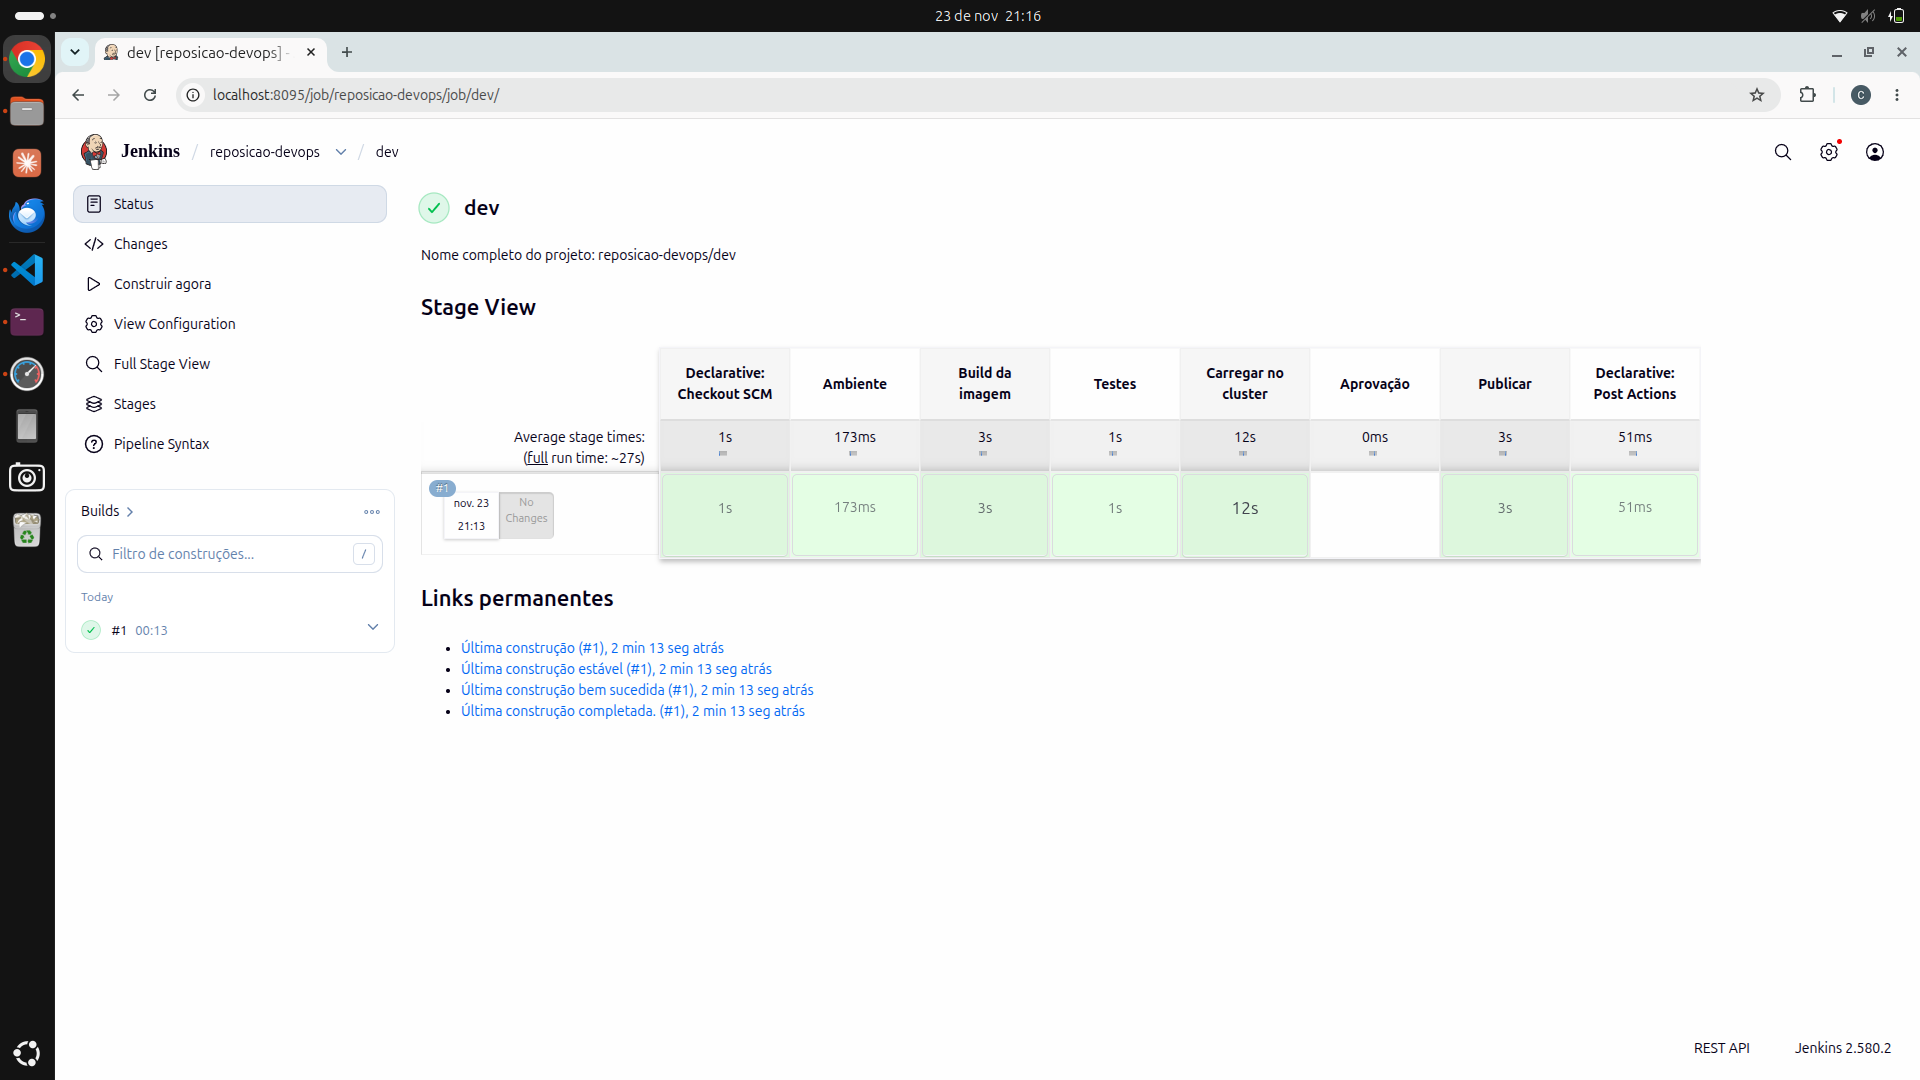 23 de nov 21:16
dev [reposicao-devops] -
localhost:8095/job/reposicao-devops/job/dev/
C
Jenkins / reposicao-devops / dev
Status
Changes
Construir agora
View Configuration
Full Stage View
Stages
Pipeline Syntax
Builds
Filtro de construções...
/
Today
#1 00:13
dev
Nome completo do projeto: reposicao-devops/dev
Stage View
Declarative: Checkout SCM
Ambiente
Build da imagem
Testes
Carregar no cluster
Aprovação
Publicar
Declarative: Post Actions
Average stage times:
(full run time: ~27s)
1s
173ms
3s
1s
12s
0ms
3s
51ms
#1
nov. 23
21:13
No Changes
1s
173ms
3s
1s
12s
3s
51ms
Links permanentes
Última construção (#1), 2 min 13 seg atrás
Última construção estável (#1), 2 min 13 seg atrás
Última construção bem sucedida (#1), 2 min 13 seg atrás
Última construção completada. (#1), 2 min 13 seg atrás
REST API
Jenkins 2.580.2